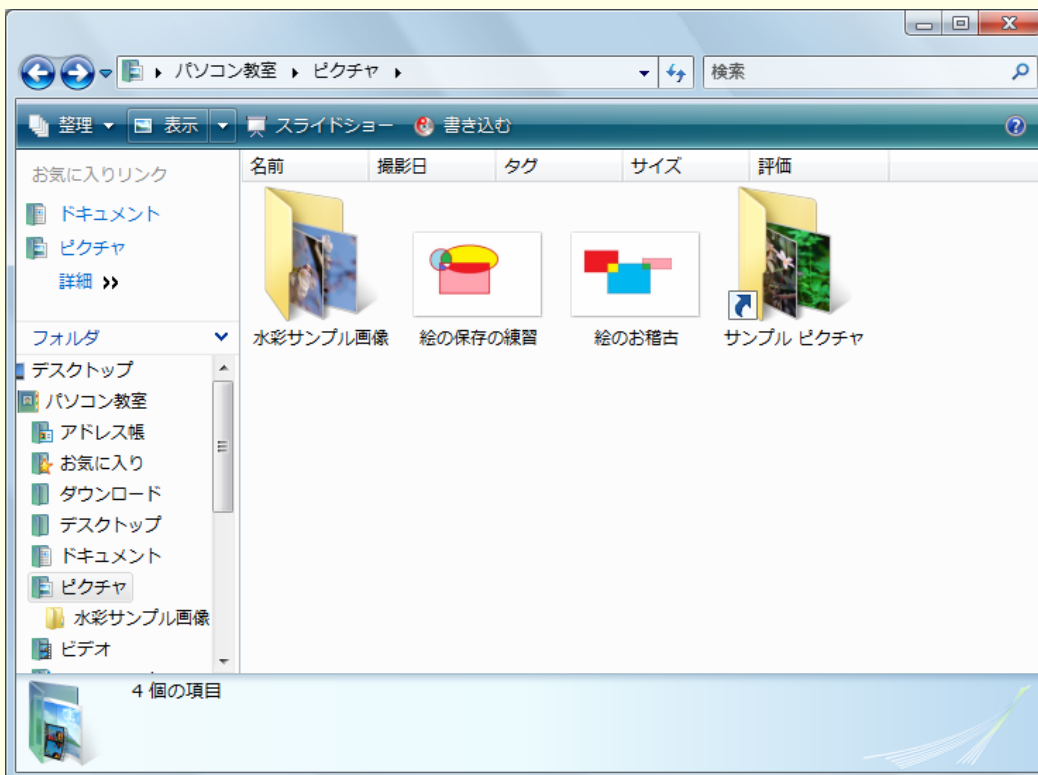 パソコン教室 ピクチャ
検索
整理 表示 スライドショー 書き込む
お気に入りリンク
ドキュメント
ピクチャ
詳細 »
フォルダ
デスクトップ
パソコン教室
アドレス帳
お気に入り
ダウンロード
デスクトップ
ドキュメント
ピクチャ
水彩サンプル画像
ビデオ
名前 撮影日 タグ サイズ 評価
水彩サンプル画像
絵の保存の練習
絵のお稽古
サンプル ピクチャ
4 個の項目